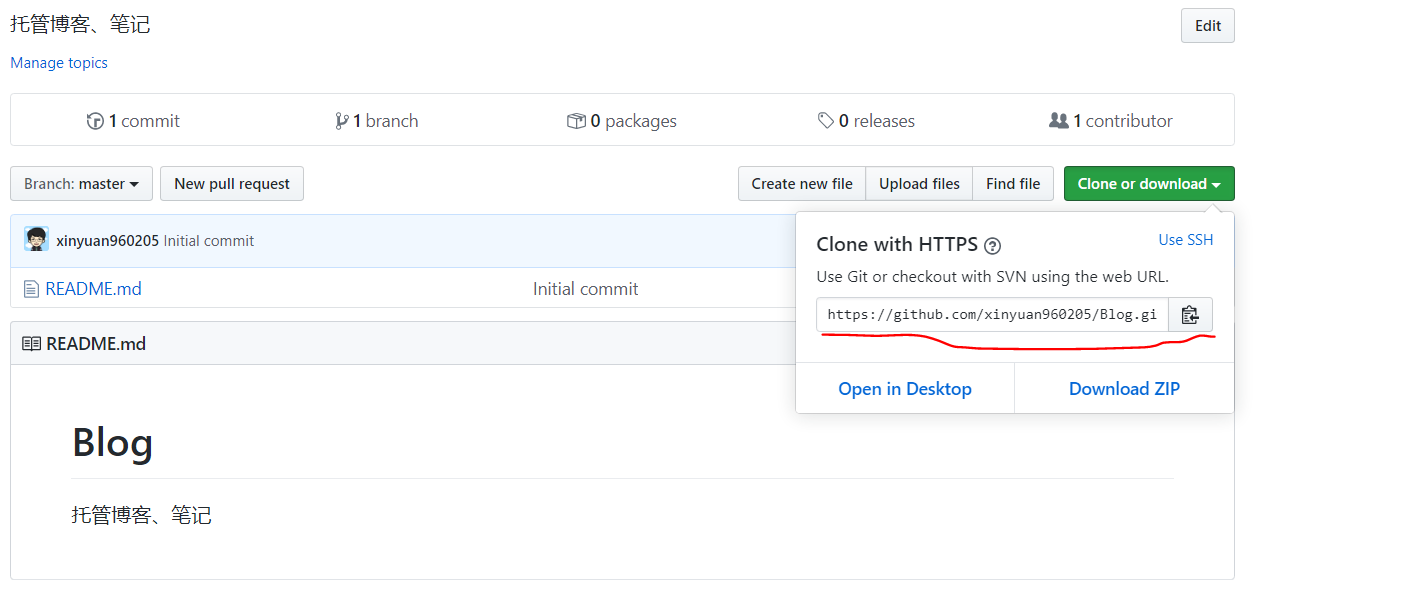 托管博客、笔记
Edit
Manage topics
1 commit
1 branch
0 packages
0 releases
1 contributor
Branch: master
New pull request
Create new file
Upload files
Find file
Clone or download
xinyuan960205 Initial commit
README.md
Initial commit
Clone with HTTPS
Use SSH
Use Git or checkout with SVN using the web URL.
https://github.com/xinyuan960205/Blog.gi
Open in Desktop
Download ZIP
README.md
Blog
托管博客、笔记